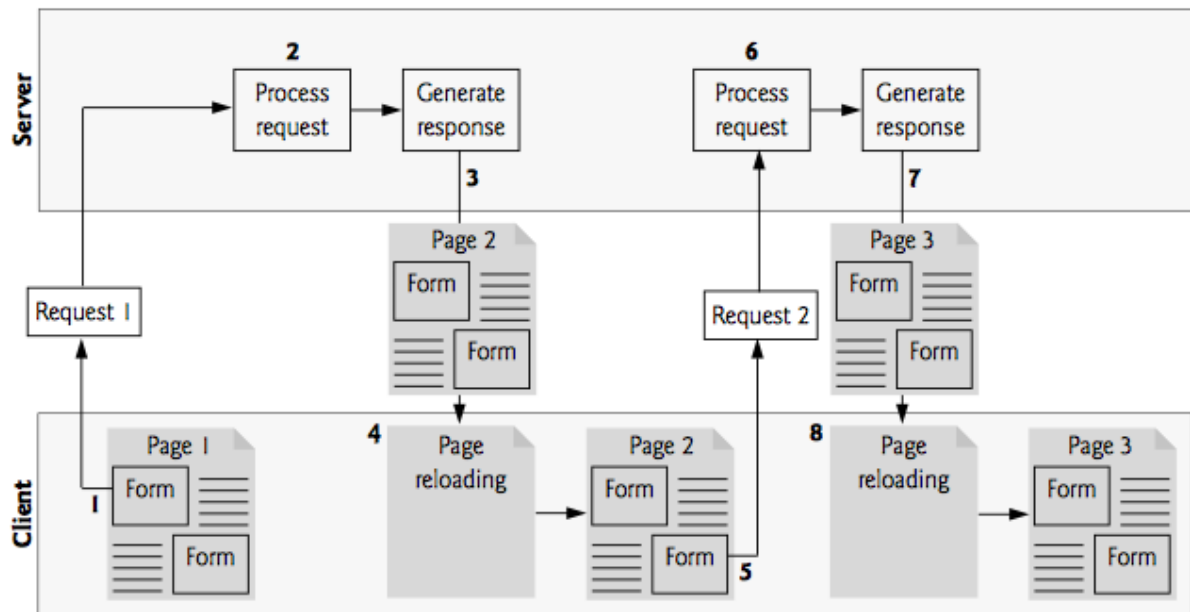 Server
2
Process
request
Generate
response
3
6
Process
request
Generate
response
7
Request 1
Page 2
Form
Form
Request 2
Page 3
Form
Form
Client
Page 1
Form
1
Form
4
Page
reloading
Page 2
Form
Form
5
8
Page
reloading
Page 3
Form
Form